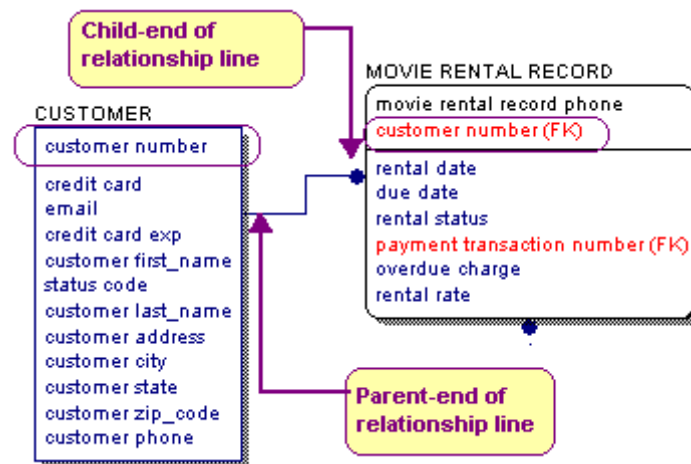 Child-end of
relationship line
MOVIE RENTAL RECORD
movie rental record phone
customer number (FK)
rental date
due date
rental status
payment transaction number (FK)
overdue charge
rental rate
CUSTOMER
customer number
credit card
email
credit card exp
customer first_name
status code
customer last_name
customer address
customer city
customer state
customer zip_code
customer phone
Parent-end of
relationship line